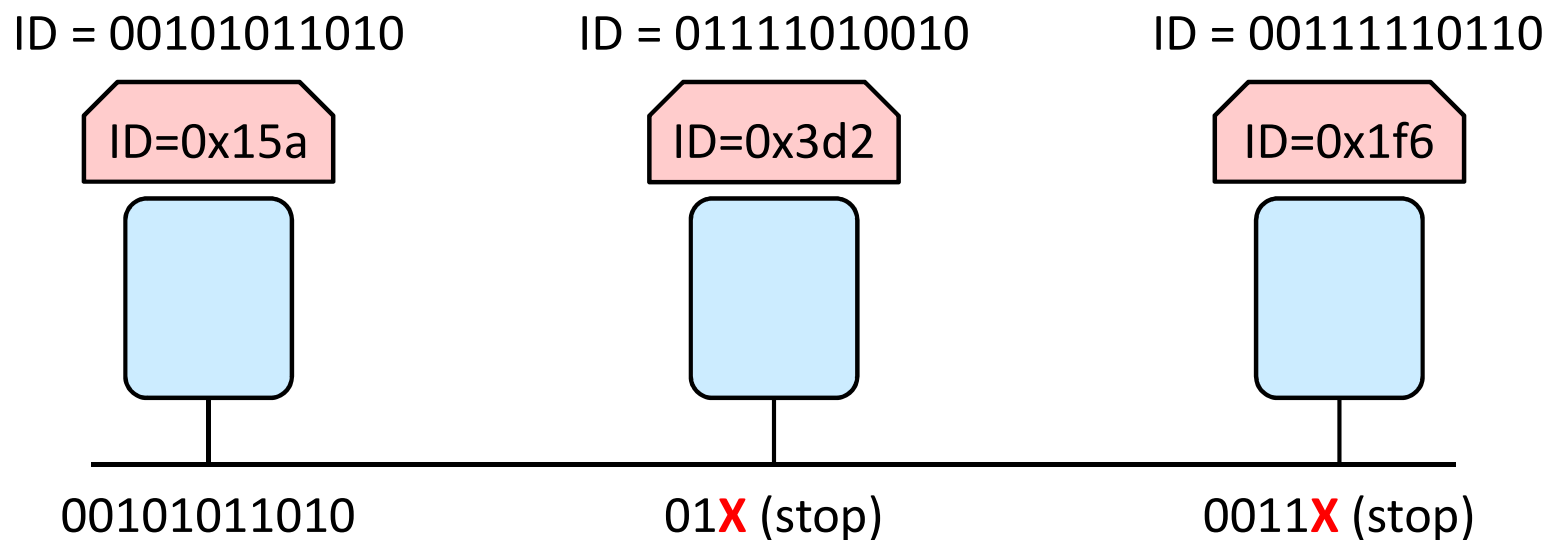 ID = 00101011010
ID = 01111010010
ID = 00111110110
ID=0x15a
ID=0x3d2
ID=0x1f6
00101011010
01X (stop)
0011X (stop)